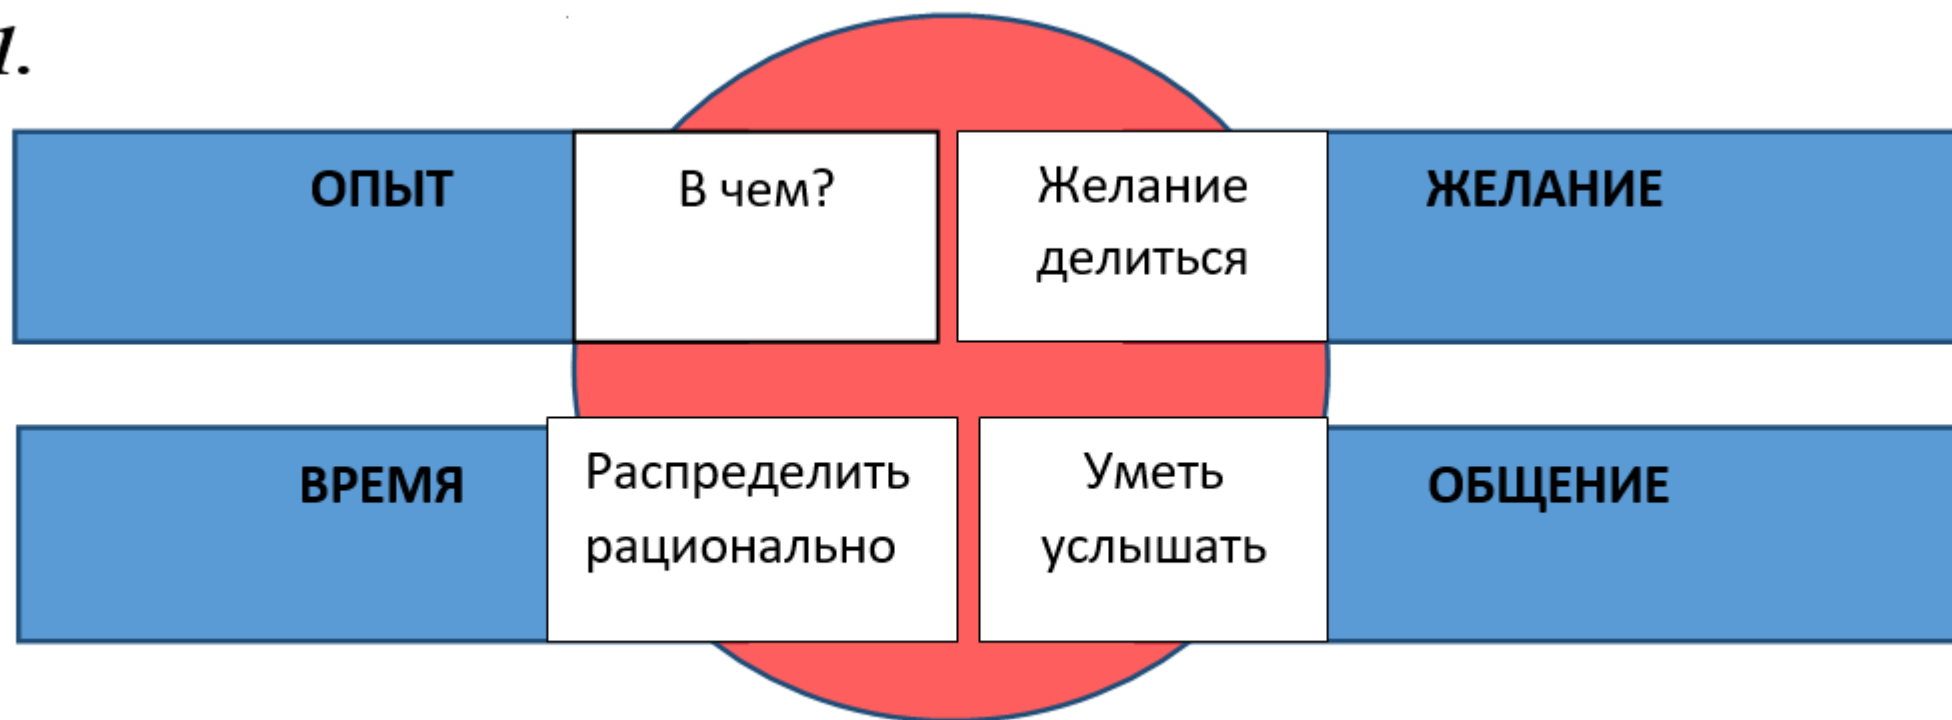 1.
ОПЫТ
В чем?
Желание
делиться
ЖЕЛАНИЕ
ВРЕМЯ
Распределить
рационально
Уметь
услышать
ОБЩЕНИЕ